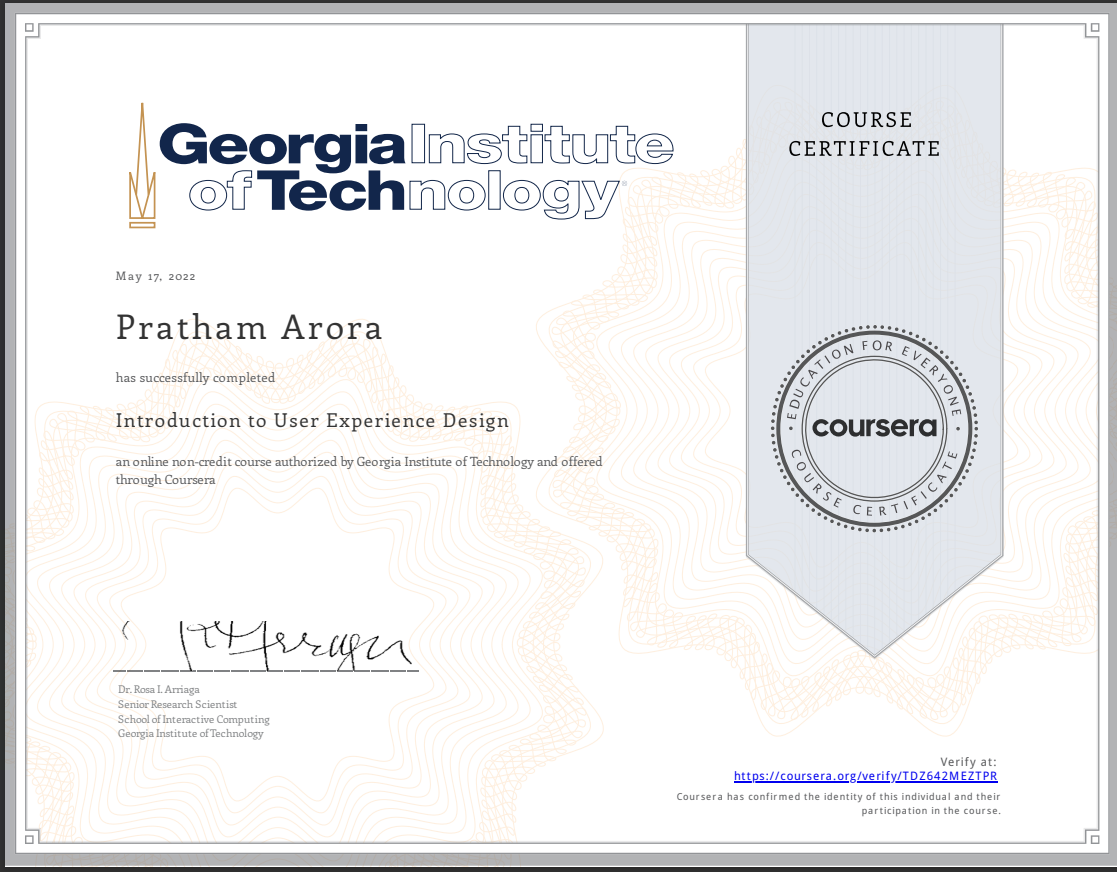 Georgia Institute
of Technology
COURSE
CERTIFICATE
May 17, 2022
Pratham Arora
has successfully completed
Introduction to User Experience Design
an online non-credit course authorized by Georgia Institute of Technology and offered
through Coursera
EDUCATION FOR EVERYONE
coursera
COURSE CERTIFICATE
Dr. Rosa I. Arriaga
Senior Research Scientist
School of Interactive Computing
Georgia Institute of Technology
Verify at:
https://coursera.org/verify/TDZ642MEZTPR
Coursera has confirmed the identity of this individual and their
participation in the course.